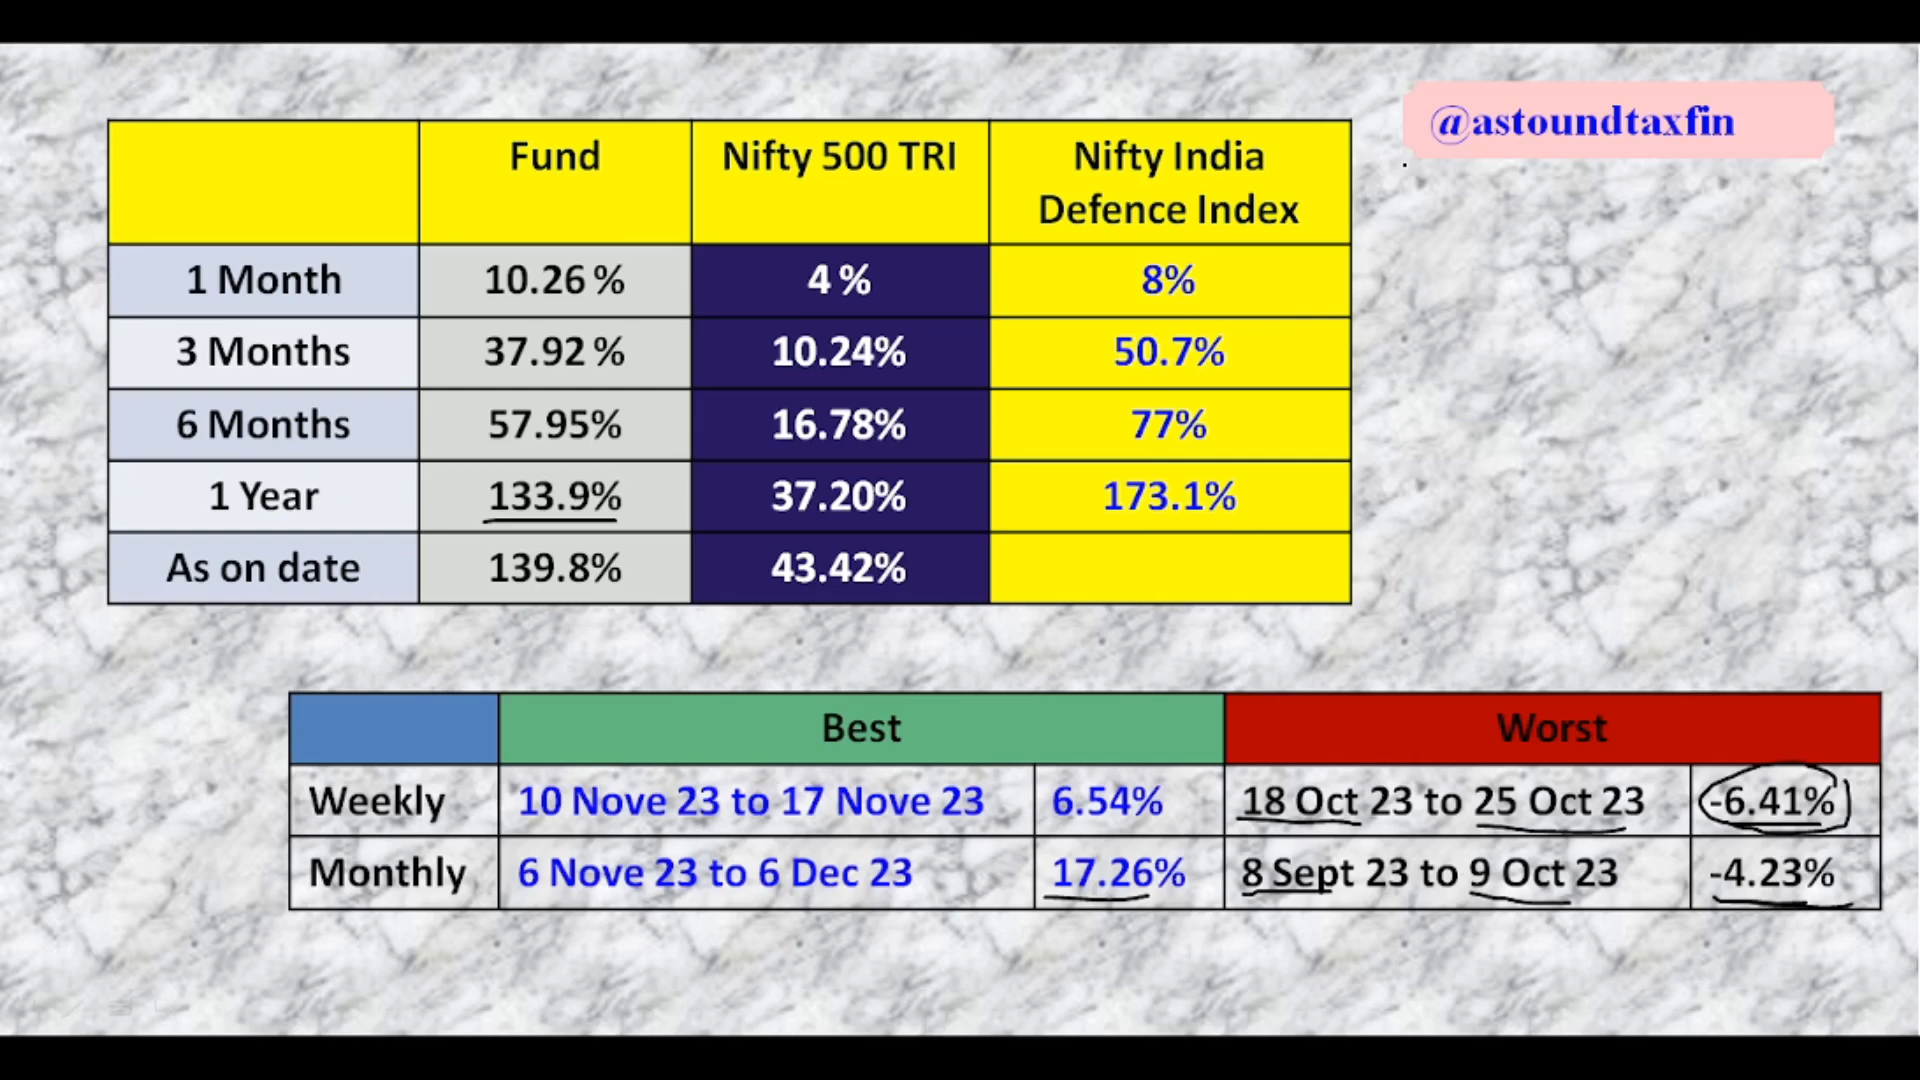 @astoundtaxfin
Fund Nifty 500 TRI Nifty India
Defence Index
1 Month 10.26 % 4 % 8%
3 Months 37.92 % 10.24% 50.7%
6 Months 57.95% 16.78% 77%
1 Year 133.9% 37.20% 173.1%
As on date 139.8% 43.42%
Best Worst
Weekly 10 Nove 23 to 17 Nove 23 6.54% 18 Oct 23 to 25 Oct 23 -6.41%
Monthly 6 Nove 23 to 6 Dec 23 17.26% 8 Sept 23 to 9 Oct 23 -4.23%